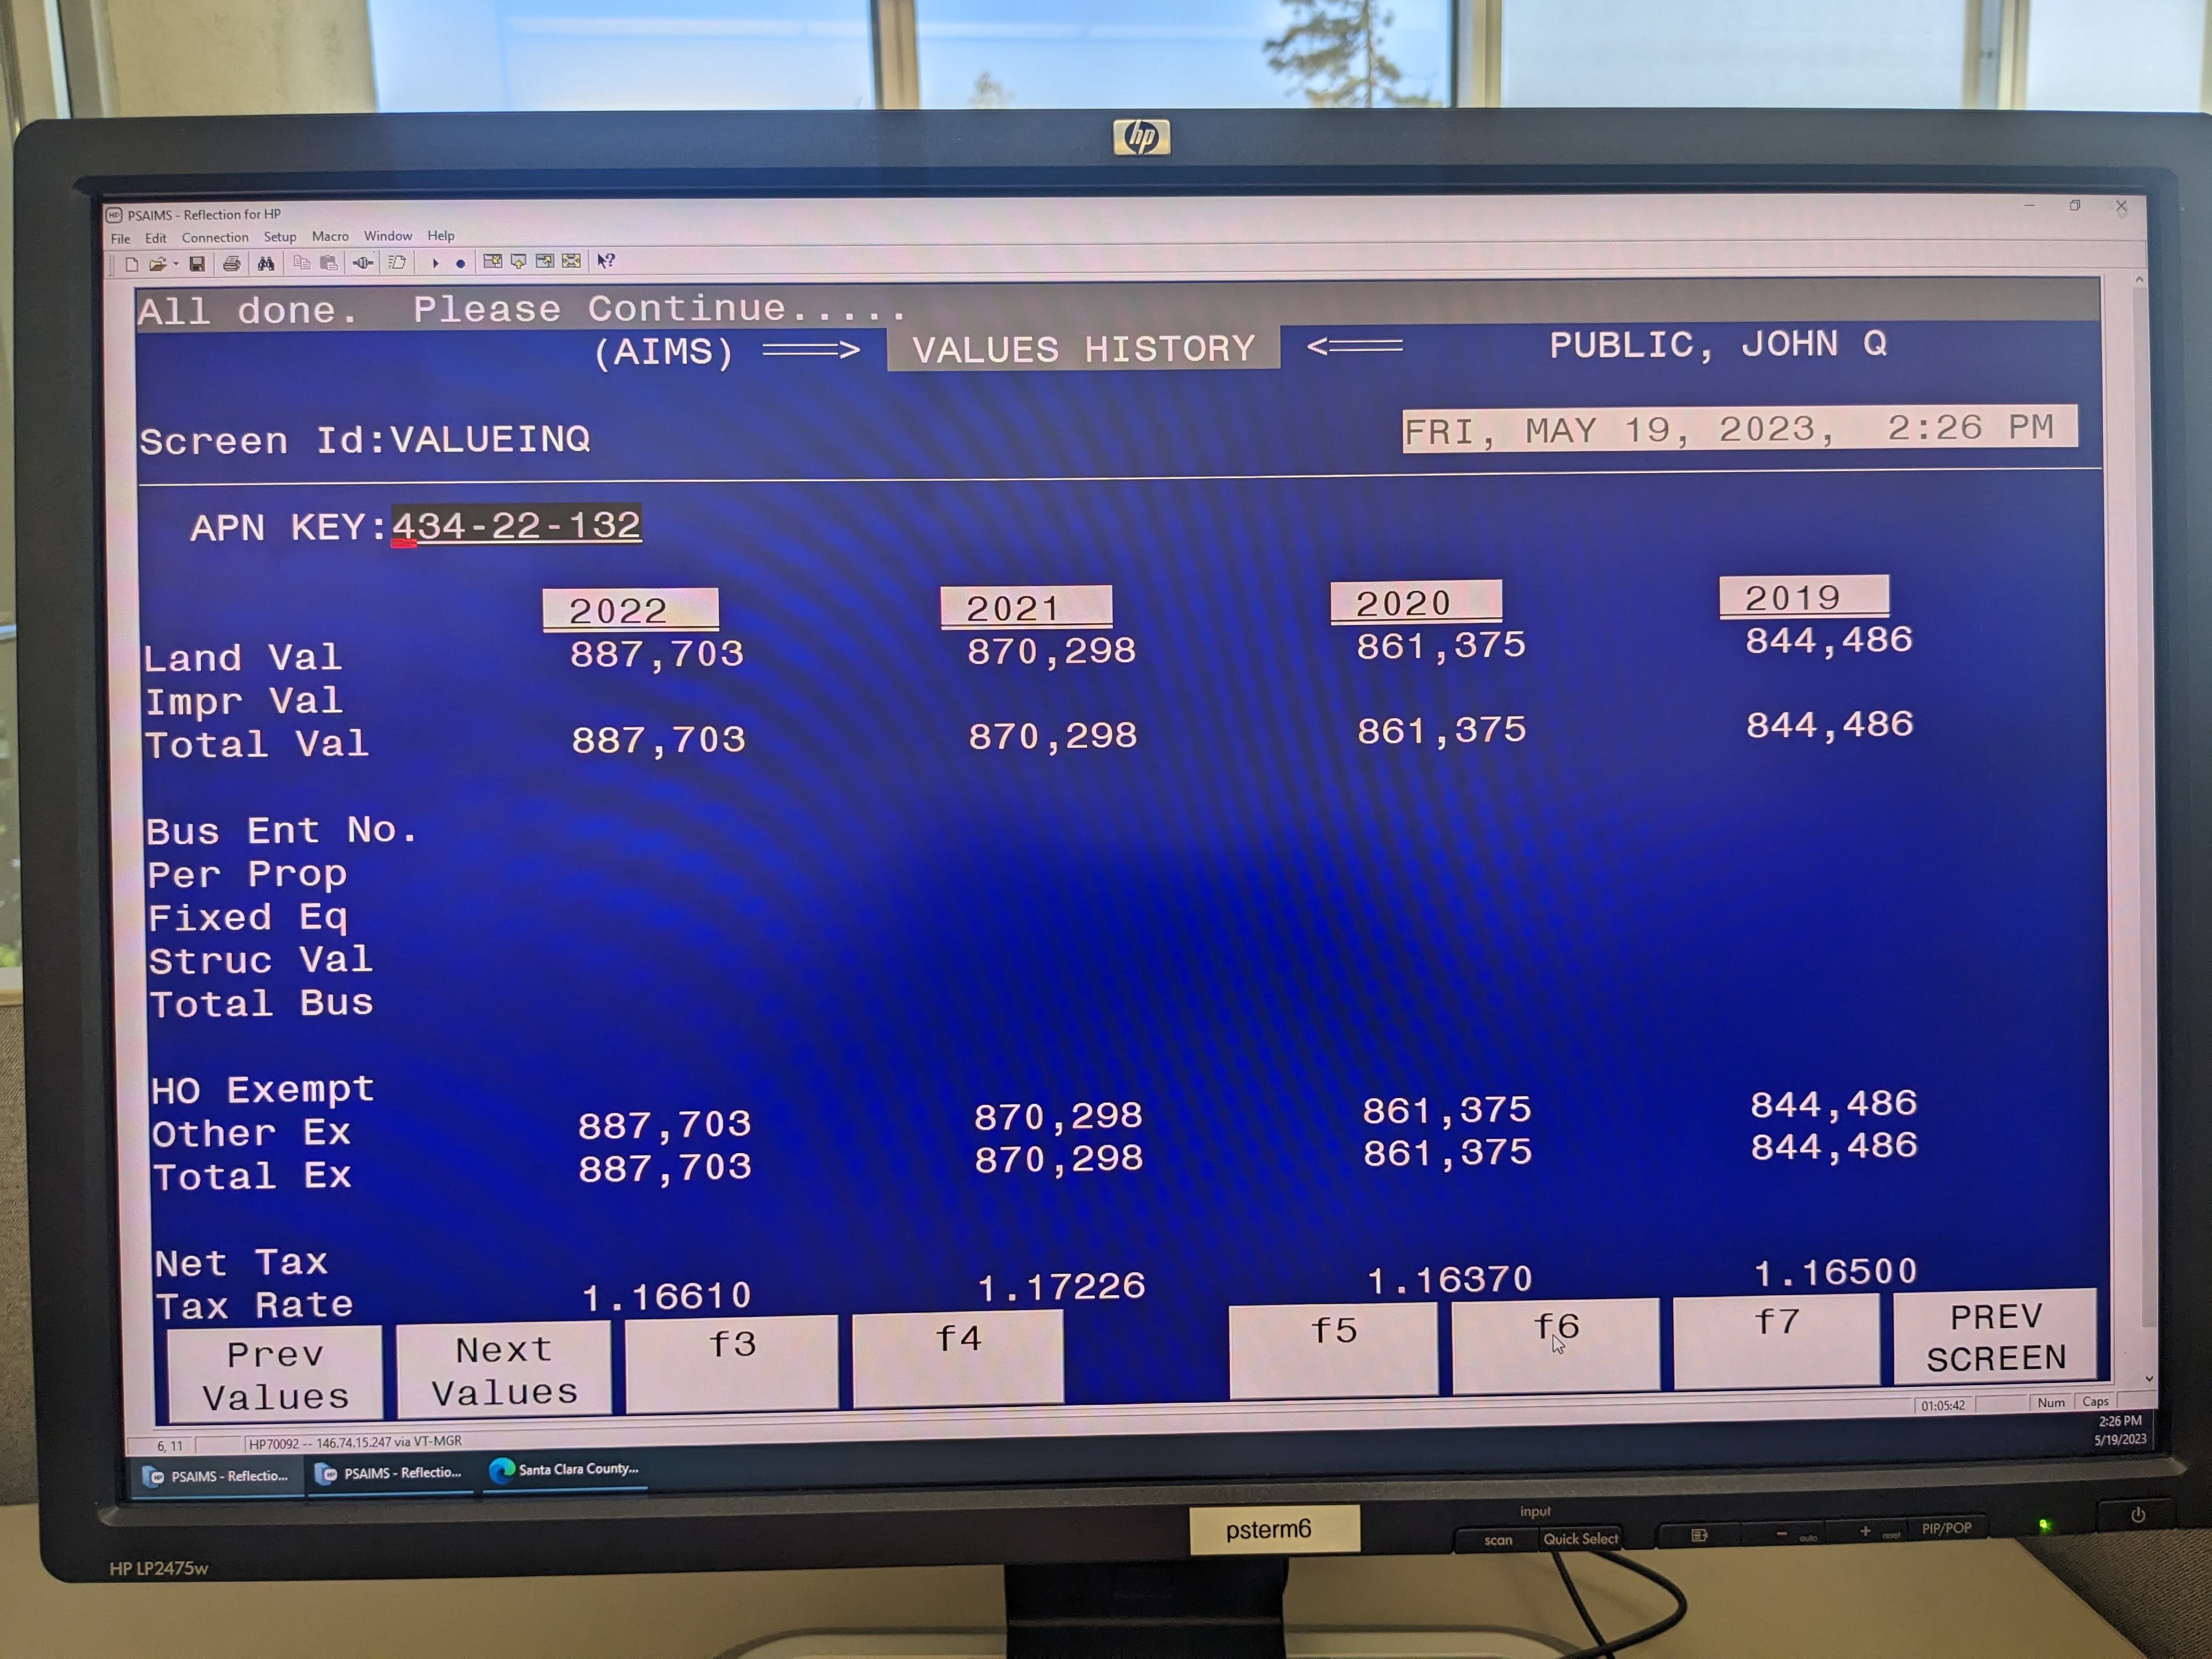 hp
PSAIMS - Reflection for HP
File Edit Connection Setup Macro Window Help
All done. Please Continue.....
(AIMS) ===> VALUES HISTORY <=== PUBLIC, JOHN Q
Screen Id:VALUEINQ FRI, MAY 19, 2023, 2:26 PM
APN KEY:434-22-132
2022 2021 2020 2019
Land Val 887,703 870,298 861,375 844,486
Impr Val
Total Val 887,703 870,298 861,375 844,486
Bus Ent No.
Per Prop
Fixed Eq
Struc Val
Total Bus
HO Exempt
Other Ex 887,703 870,298 861,375 844,486
Total Ex 887,703 870,298 861,375 844,486
Net Tax
Tax Rate 1.16610 1.17226 1.16370 1.16500
Prev Values Next Values f3 f4 f5 f6 f7 PREV SCREEN
01:05:42 Num Caps
6, 11 HP70092 -- 146.74.15.247 via VT-MGR
2:26 PM
5/19/2023
PSAIMS - Reflectio... PSAIMS - Reflectio... Santa Clara County...
psterm6
input
scan Quick Select - auto + reset PIP/POP
HP LP2475w